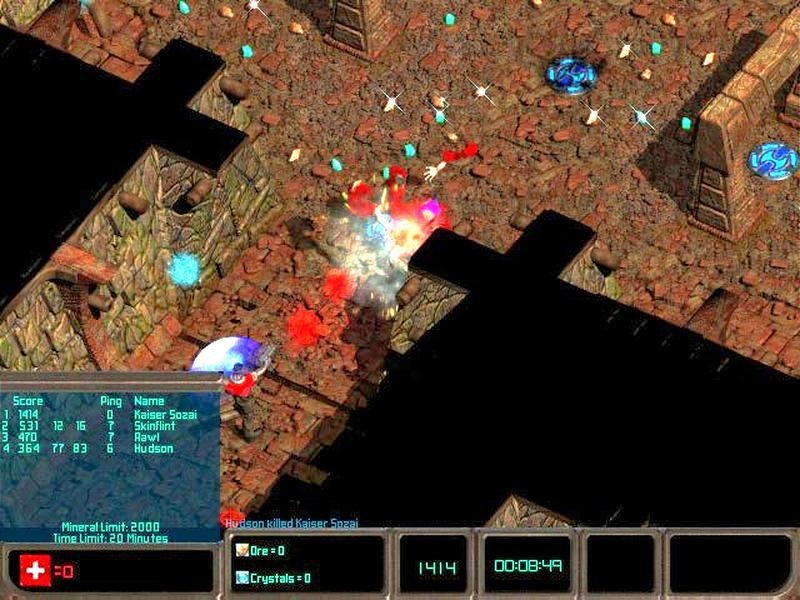 Score Ping Name
1 1414 0 Kaiser Sozai
2 531 12 16 7 Skinflint
3 470 7 Rawl
4 364 77 83 6 Hudson
Mineral Limit: 2000
Time Limit: 20 Minutes
Hudson killed Kaiser Sozai
=0
Ore = 0
Crystals = 0
1414
00:08:49